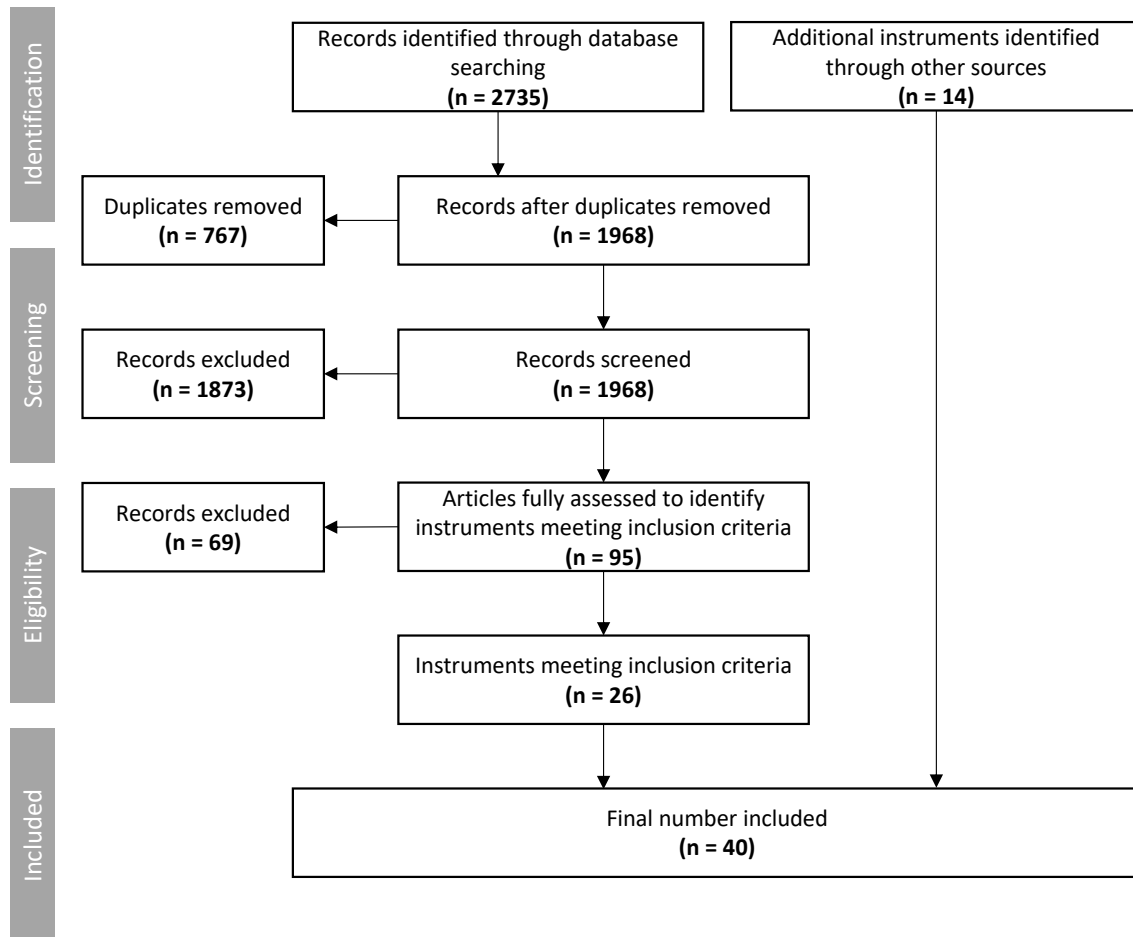 Identification
Records identified through database
searching
(n = 2735)
Additional instruments identified
through other sources
(n = 14)
Duplicates removed
(n = 767)
Records after duplicates removed
(n = 1968)
Screening
Records excluded
(n = 1873)
Records screened
(n = 1968)
Eligibility
Records excluded
(n = 69)
Articles fully assessed to identify
instruments meeting inclusion criteria
(n = 95)
Instruments meeting inclusion criteria
(n = 26)
Included
Final number included
(n = 40)